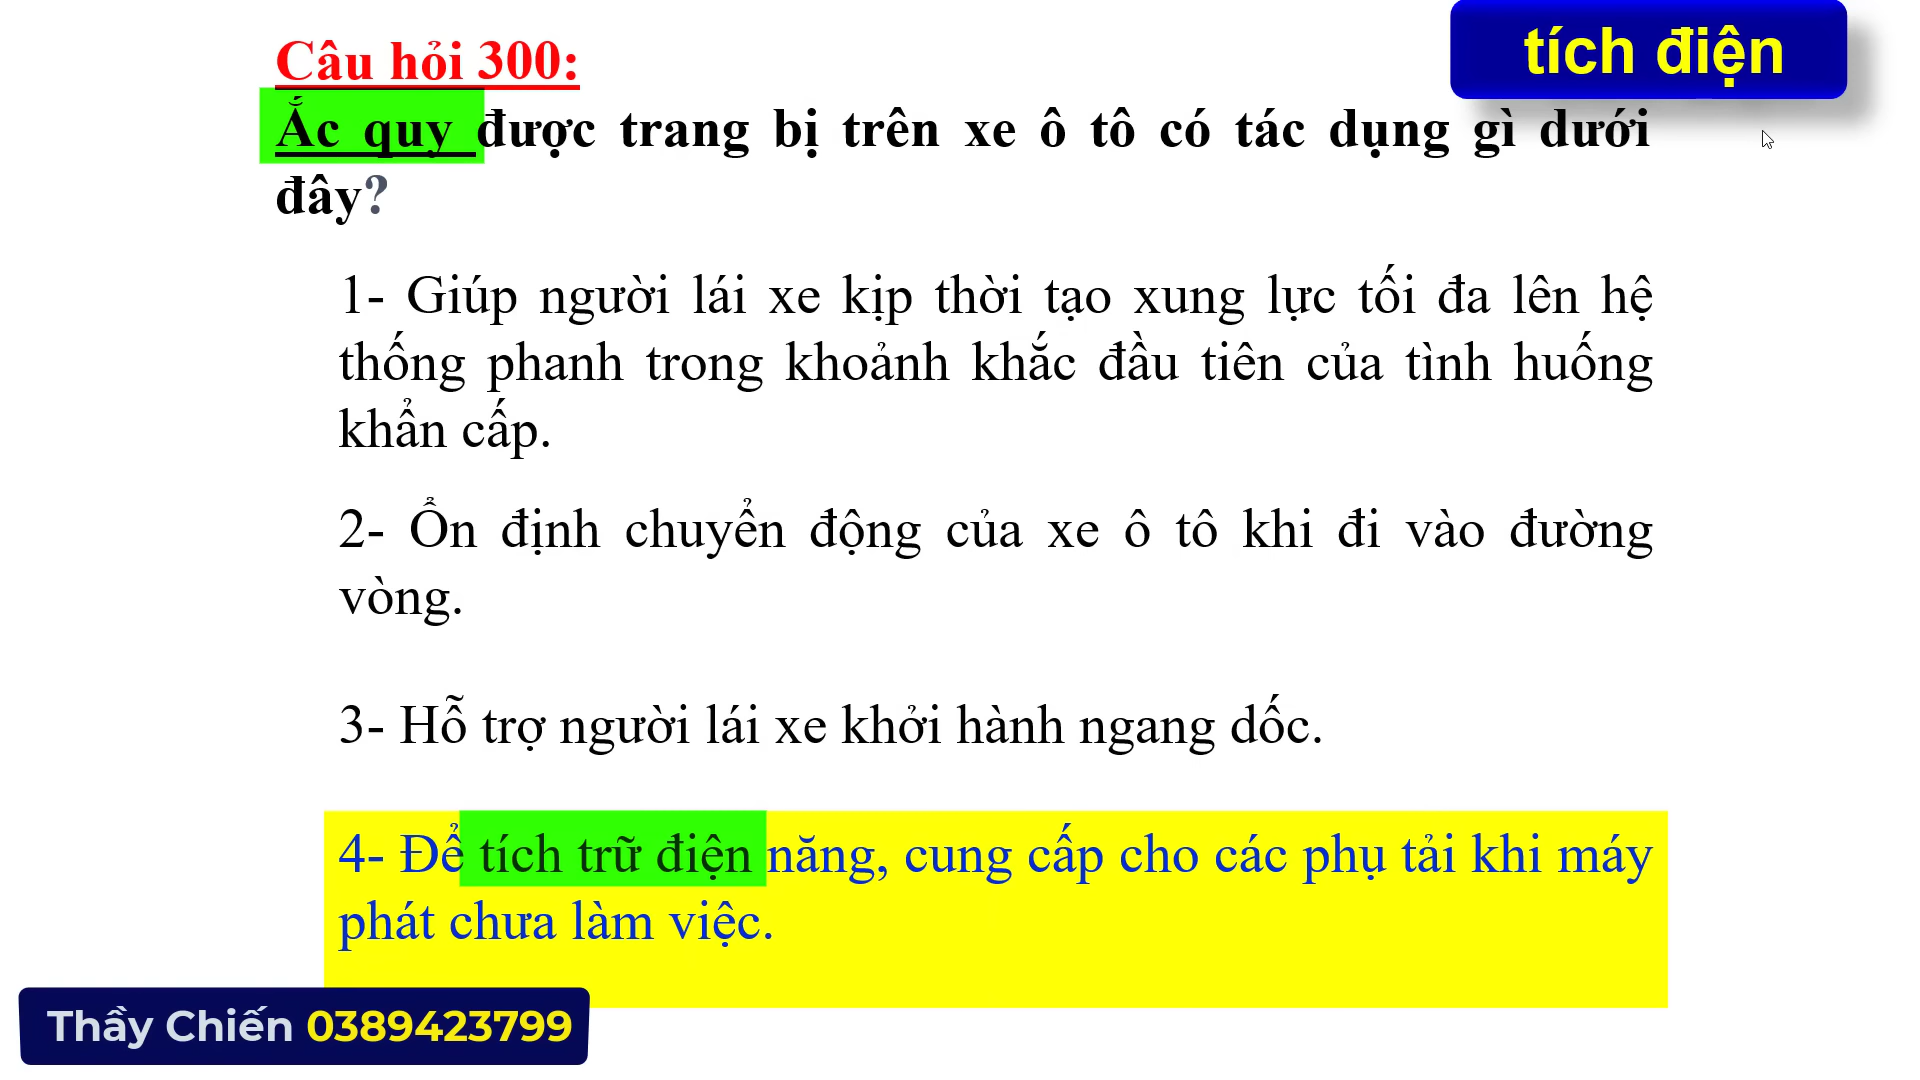 tích điện
Câu hỏi 300:
Ắc quy được trang bị trên xe ô tô có tác dụng gì dưới
đây?
1- Giúp người lái xe kịp thời tạo xung lực tối đa lên hệ
thống phanh trong khoảnh khắc đầu tiên của tình huống
khẩn cấp.
2- Ổn định chuyển động của xe ô tô khi đi vào đường
vòng.
3- Hỗ trợ người lái xe khởi hành ngang dốc.
4- Để tích trữ điện năng, cung cấp cho các phụ tải khi máy
phát chưa làm việc.
Thầy Chiến 0389423799